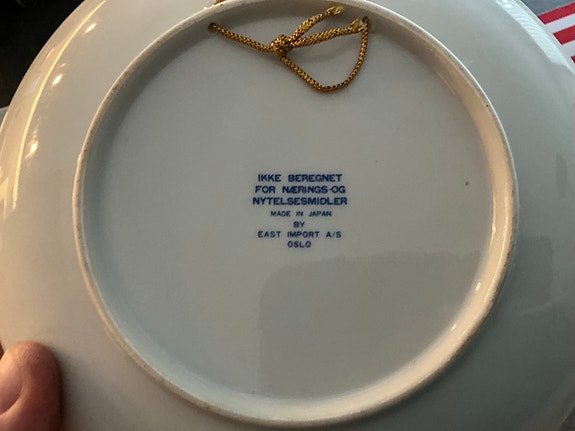 IKKE BEREGNET
FOR NÆRINGS-OG
NYTELSESMIDLER
MADE IN JAPAN
BY
EAST IMPORT A/S
OSLO